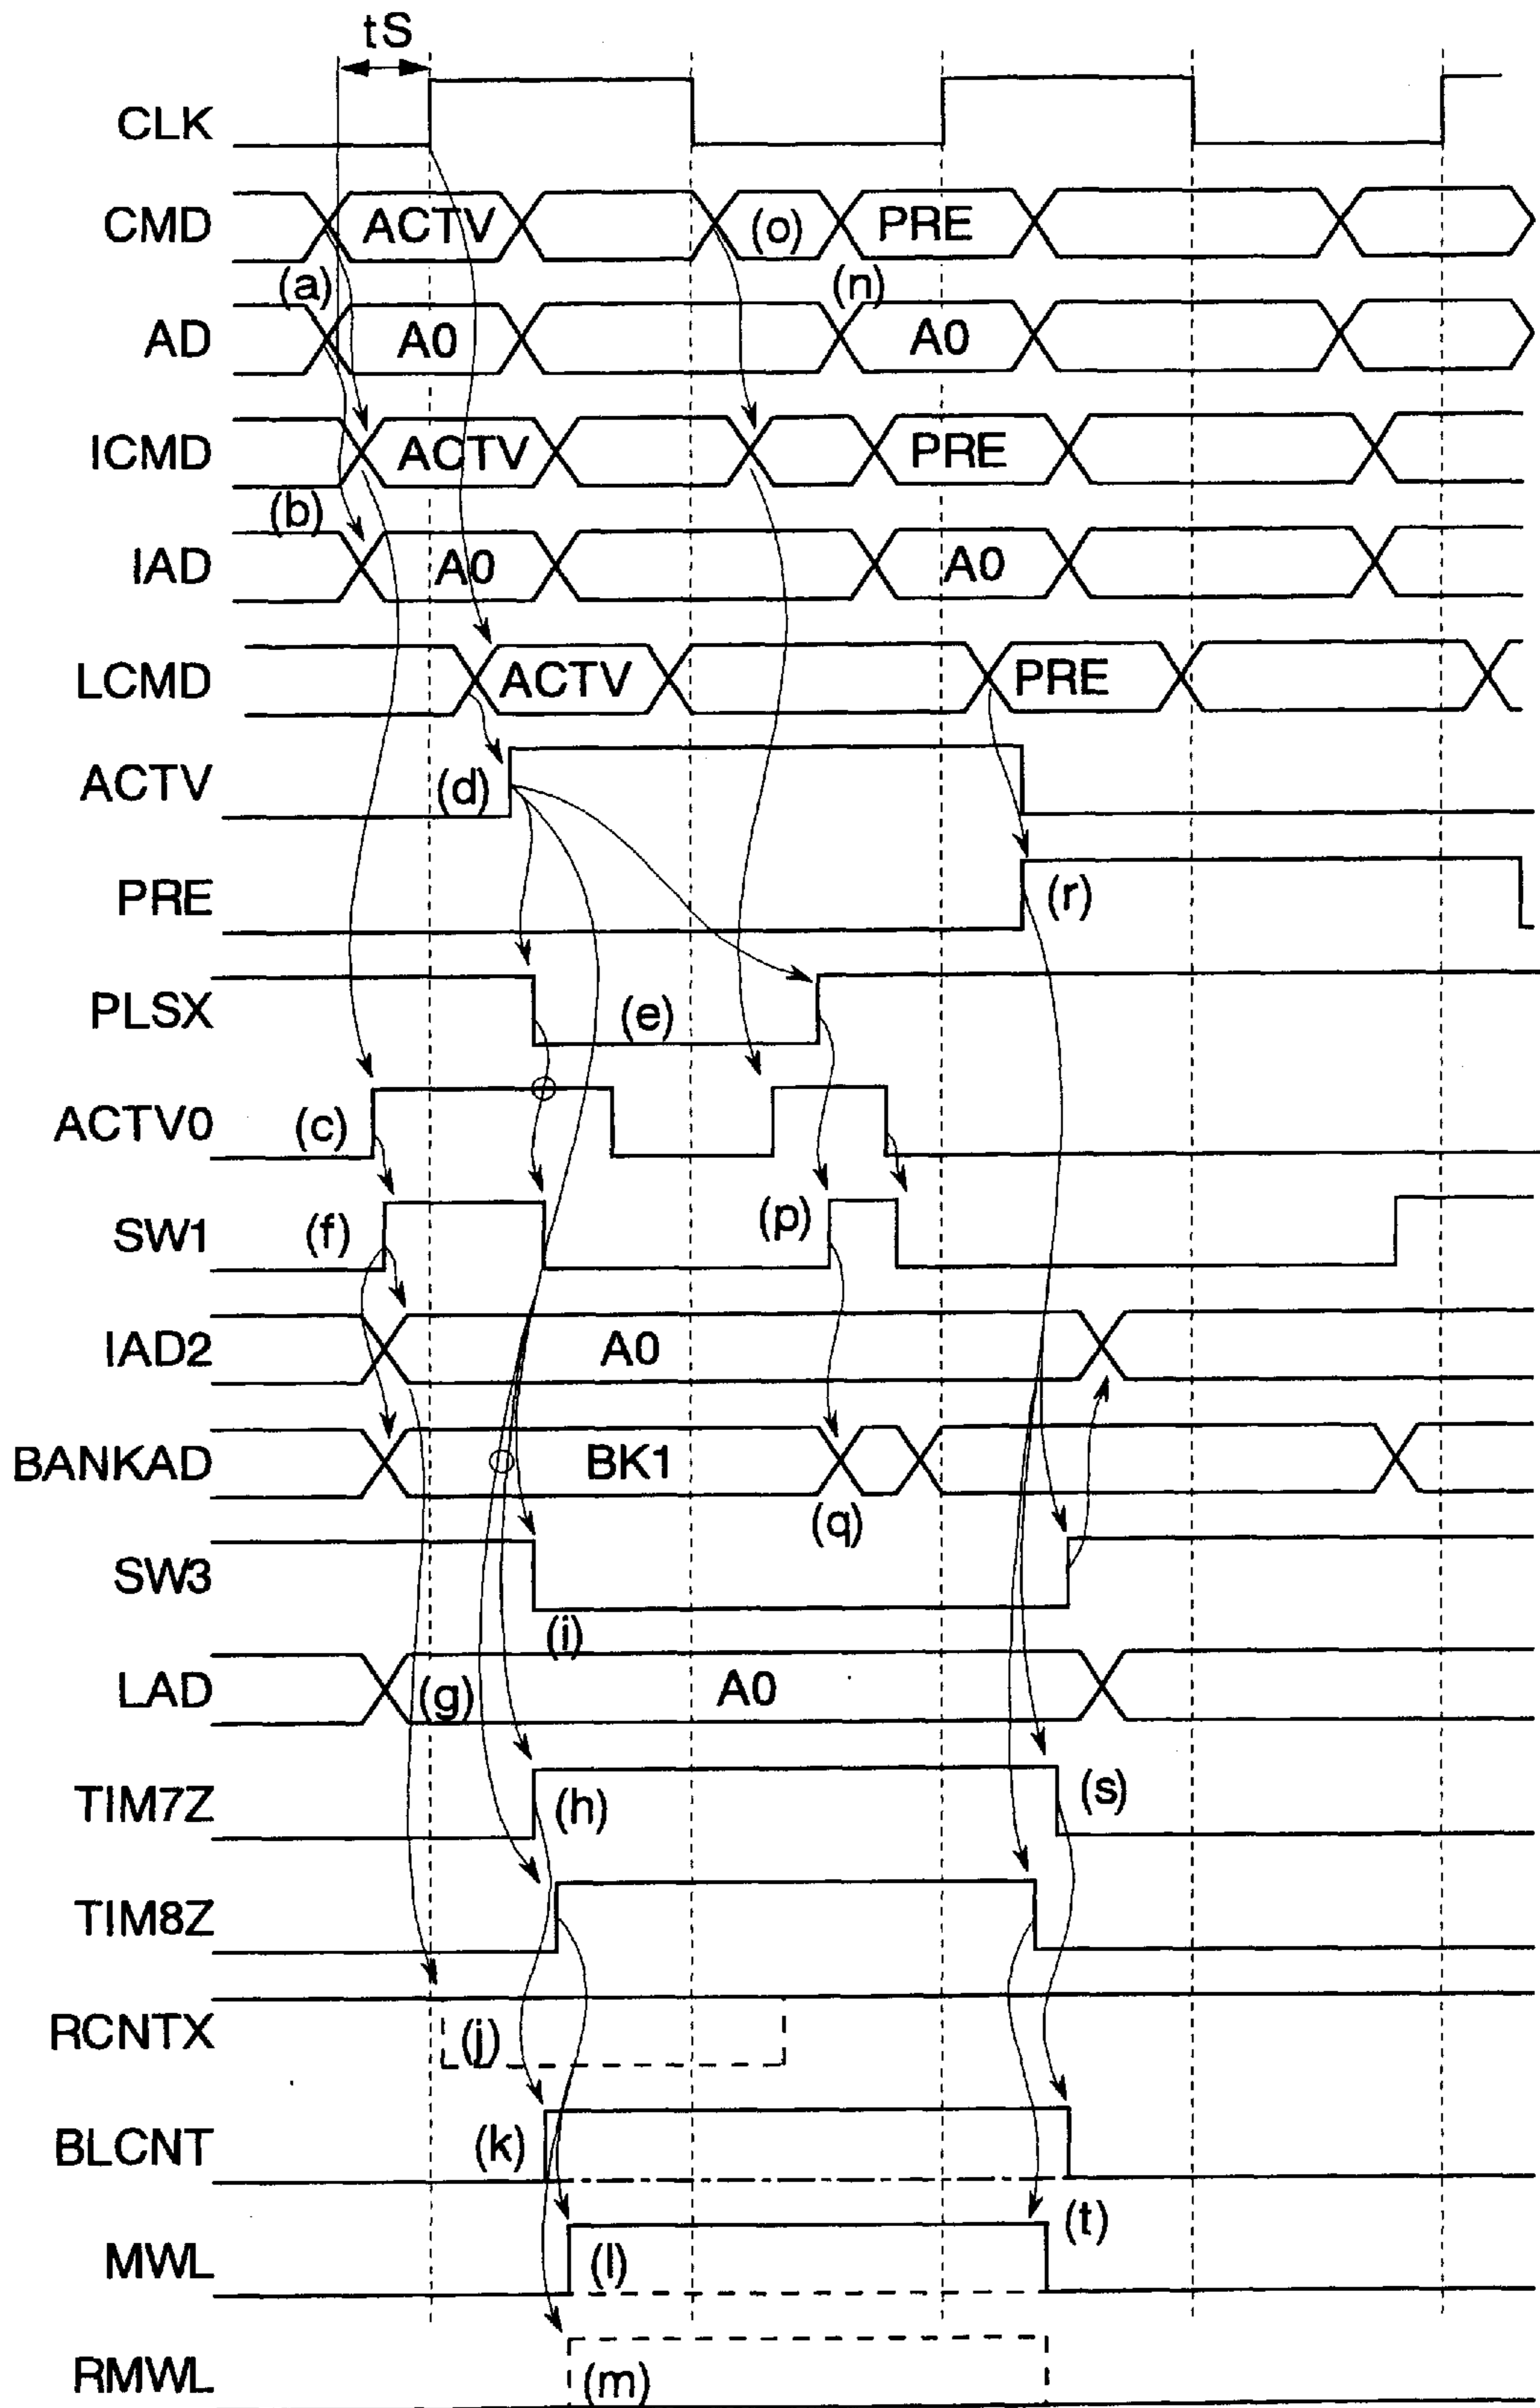 tS
CLK
CMD ACTV (o) PRE
(a) (n)
AD A0 A0
ICMD ACTV PRE
(b)
IAD A0 A0
LCMD ACTV PRE
ACTV (d)
PRE (r)
PLSX (e)
ACTV0 (c)
SW1 (f) (p)
IAD2 A0
BANKAD BK1
(q)
SW3
(i)
LAD (g) A0
TIM7Z (h) (s)
TIM8Z
RCNTX (j)
BLCNT (k)
(t)
MWL (l)
RMWL (m)